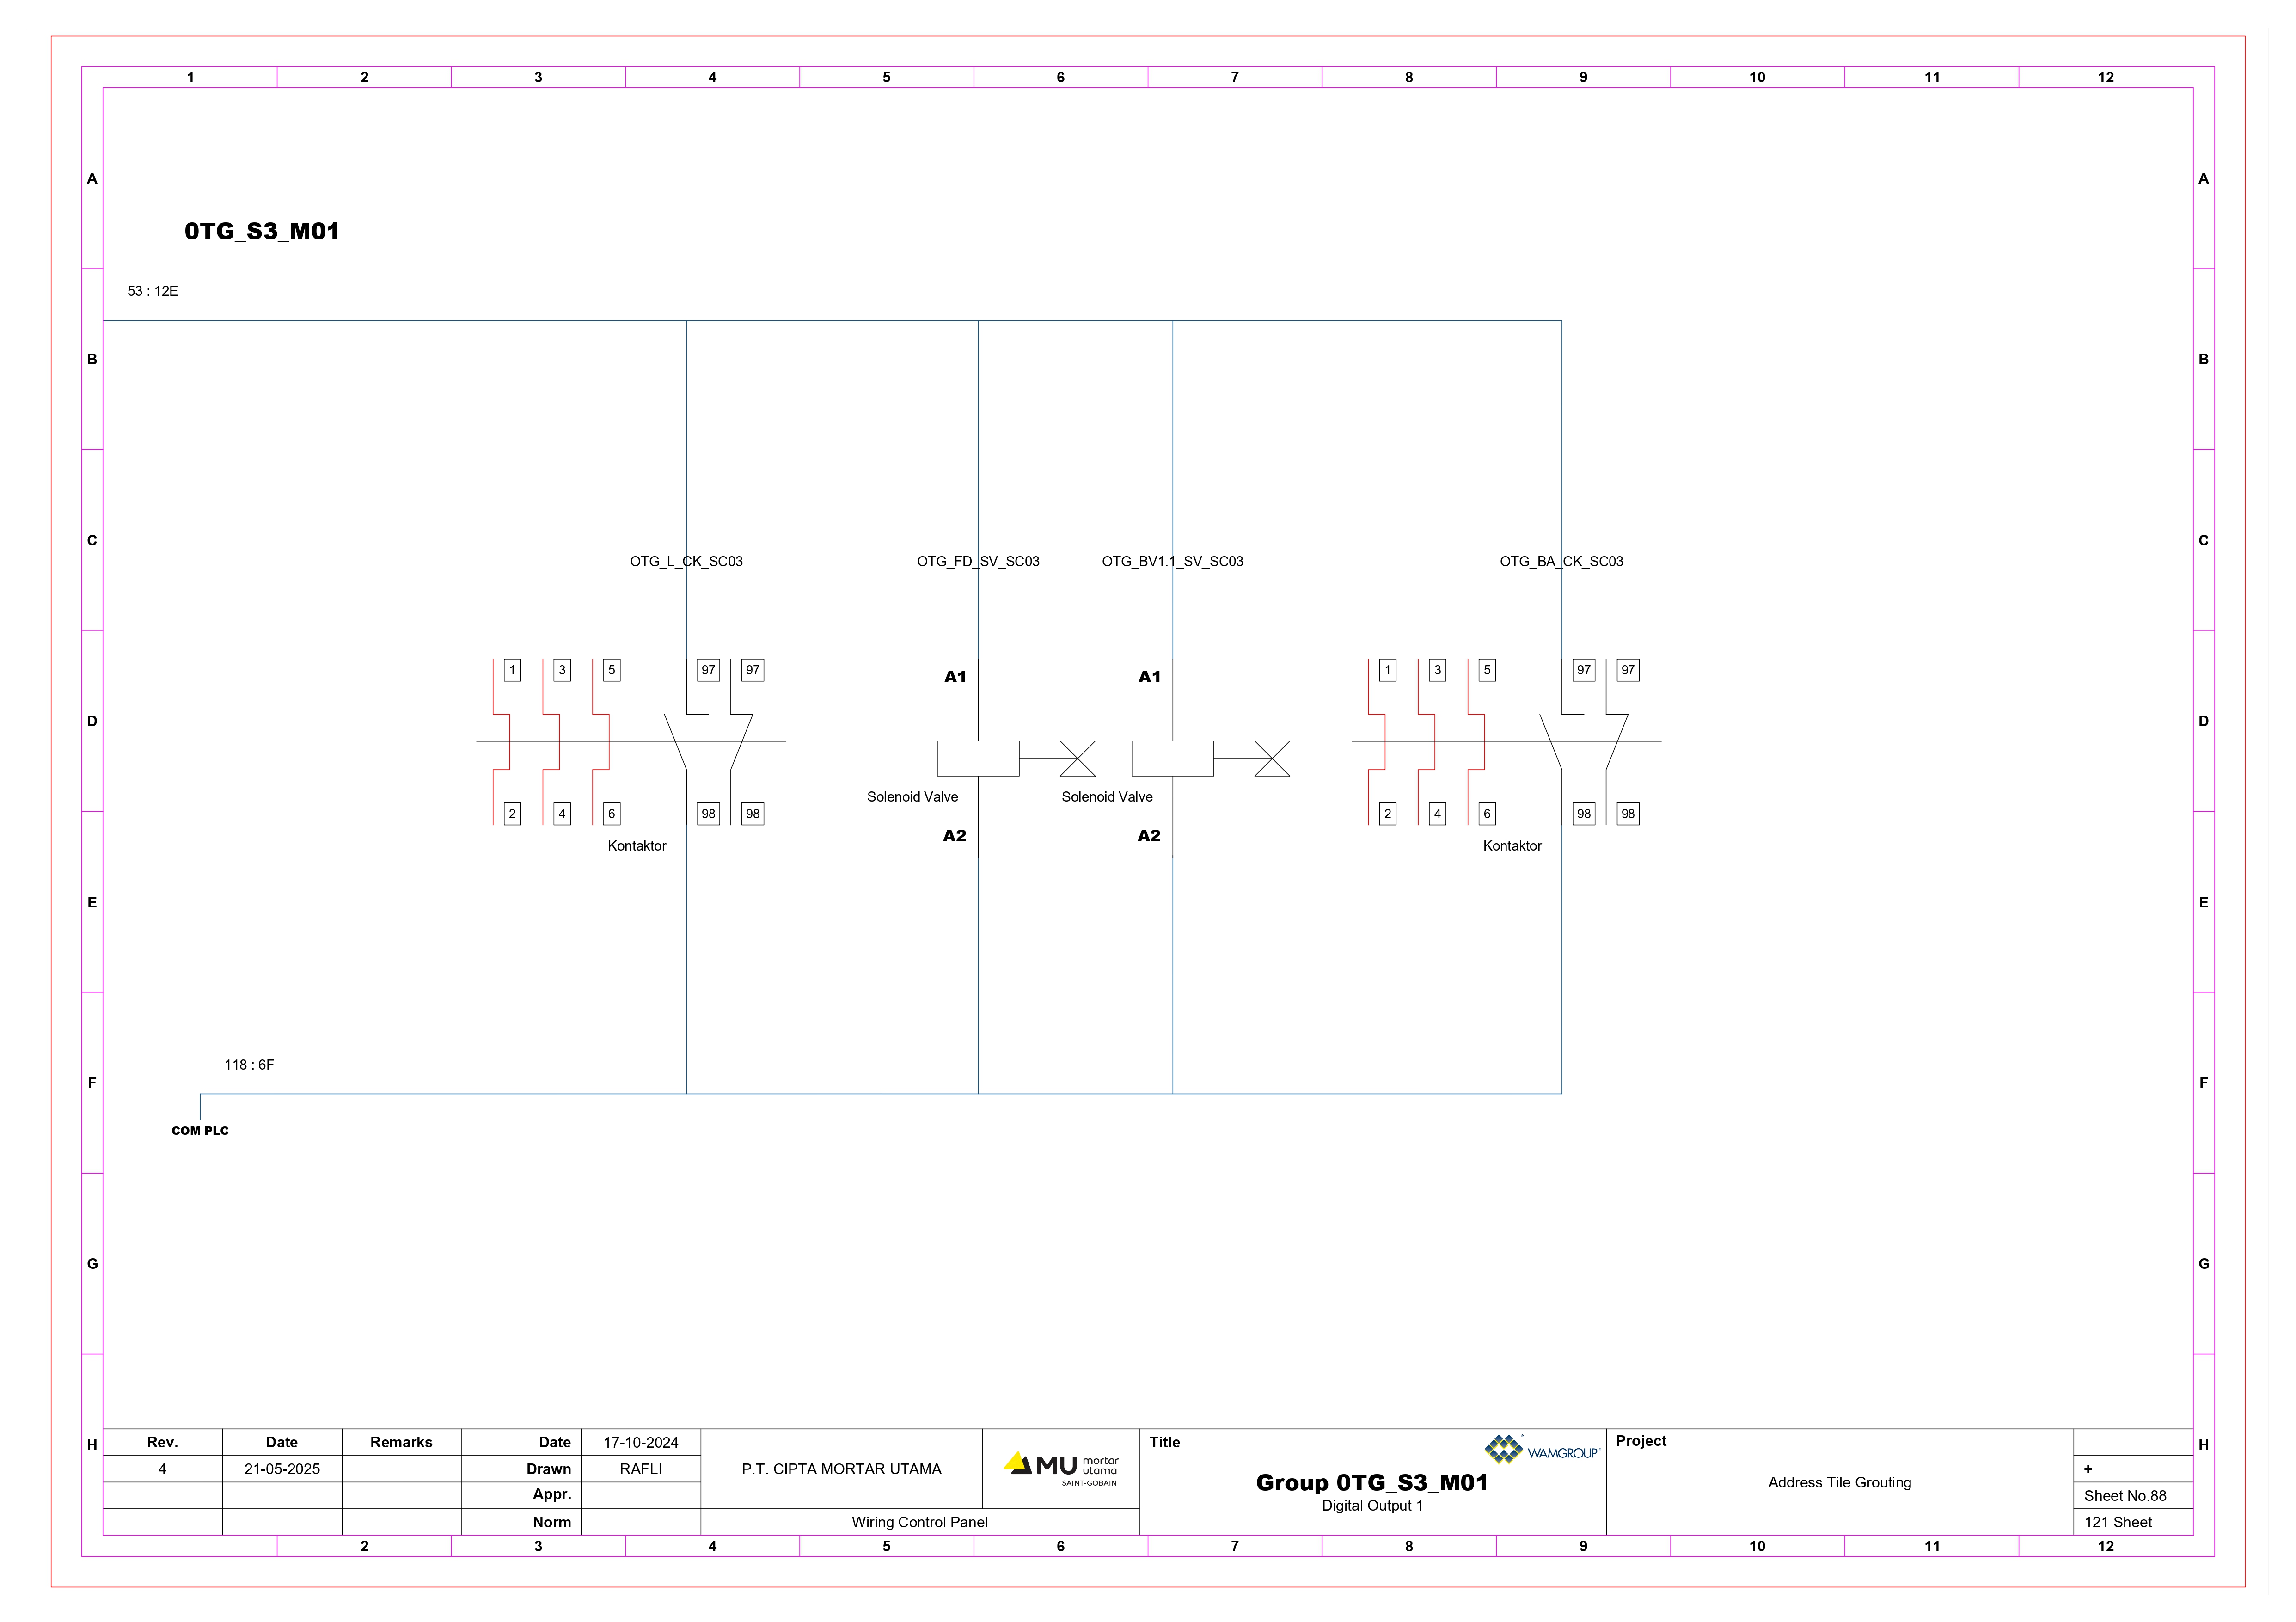 1 2 3 4 5 6 7 8 9 10 11 12
A A
0TG_S3_M01
53 : 12E
B B
C C
OTG_L_CK_SC03 OTG_FD_SV_SC03 OTG_BV1.1_SV_SC03 OTG_BA_CK_SC03
1 3 5 97 97 A1 A1 1 3 5 97 97
D D
Solenoid Valve Solenoid Valve
2 4 6 98 98 A2 A2 2 4 6 98 98
Kontaktor Kontaktor
E E
118 : 6F
F F
COM PLC
G G
H H
Rev. Date Remarks Date 17-10-2024
4 21-05-2025 Drawn RAFLI
Appr.
Norm
P.T. CIPTA MORTAR UTAMA
MU mortar
utama
SAINT-GOBAIN
Wiring Control Panel
Title
WAMGROUP
Group 0TG_S3_M01
Digital Output 1
Project
Address Tile Grouting
+
Sheet No.88
121 Sheet
2 3 4 5 6 7 8 9 10 11 12